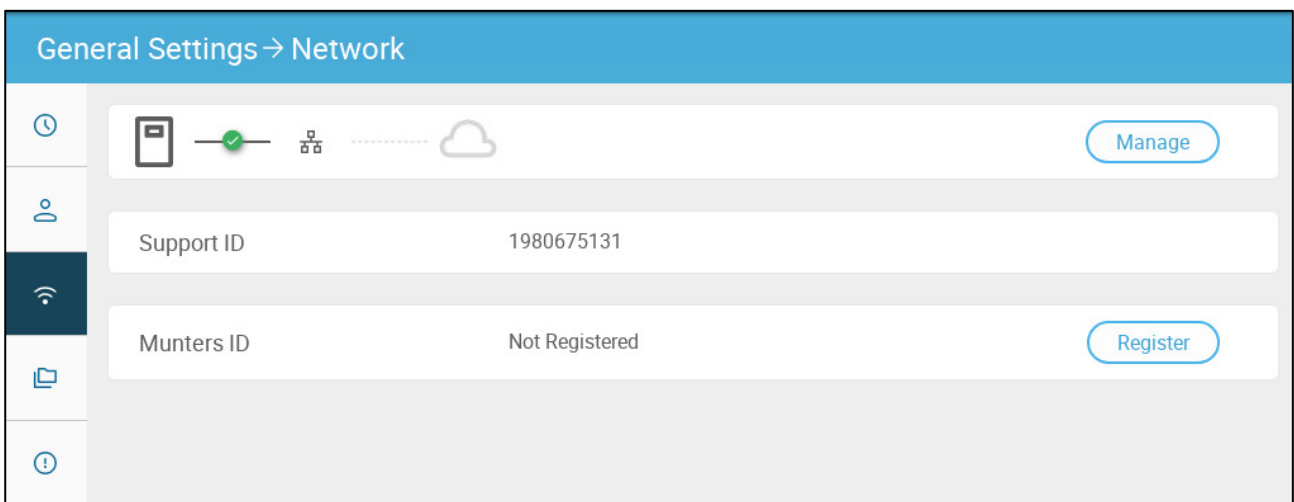 General Settings → Network
Manage
Support ID 1980675131
Munters ID Not Registered Register